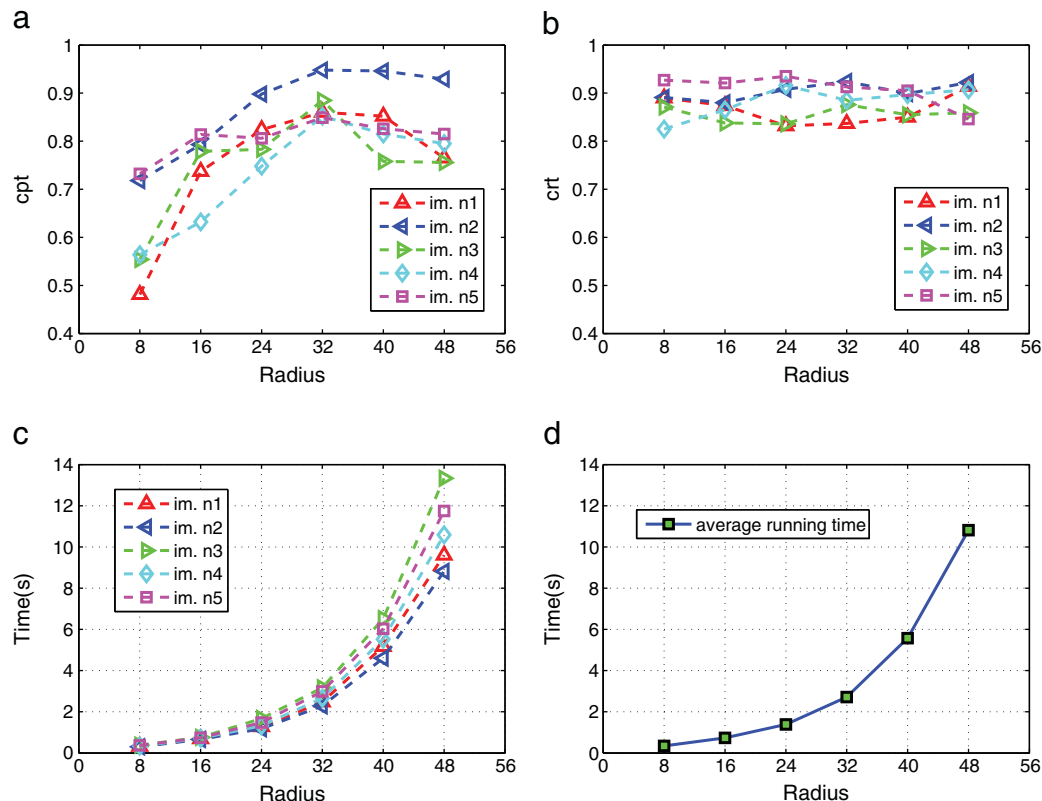 a
1
0.9
0.8
0.7
0.6
0.5
0.4
cpt
0 8 16 24 32 40 48 56
Radius
im. n1
im. n2
im. n3
im. n4
im. n5
b
1
0.9
0.8
0.7
0.6
0.5
0.4
crt
0 8 16 24 32 40 48 56
Radius
im. n1
im. n2
im. n3
im. n4
im. n5
c
14
12
10
8
6
4
2
0
Time(s)
0 8 16 24 32 40 48 56
Radius
im. n1
im. n2
im. n3
im. n4
im. n5
d
14
12
10
8
6
4
2
0
Time(s)
0 8 16 24 32 40 48 56
Radius
average running time